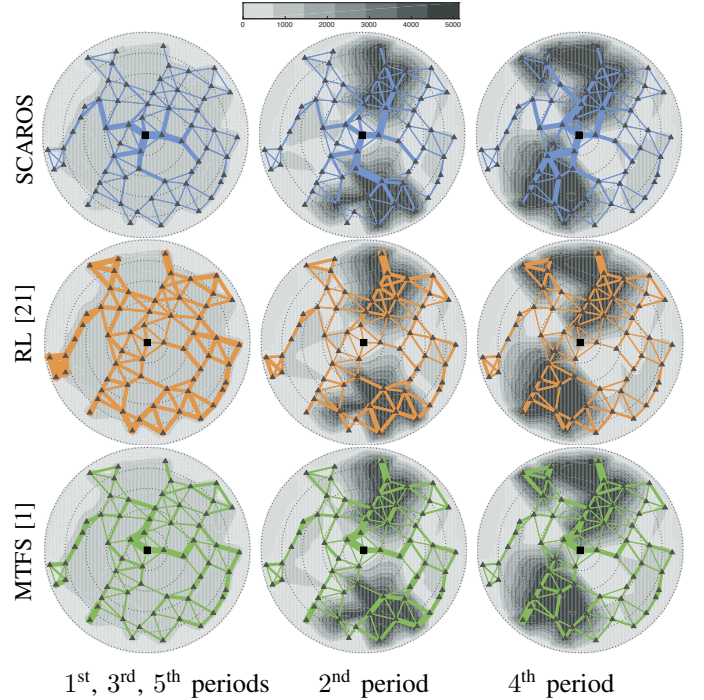 0 1000 2000 3000 4000 5000
SCAROS
RL [21]
MTFS [1]
1st, 3rd, 5th periods 2nd period 4th period